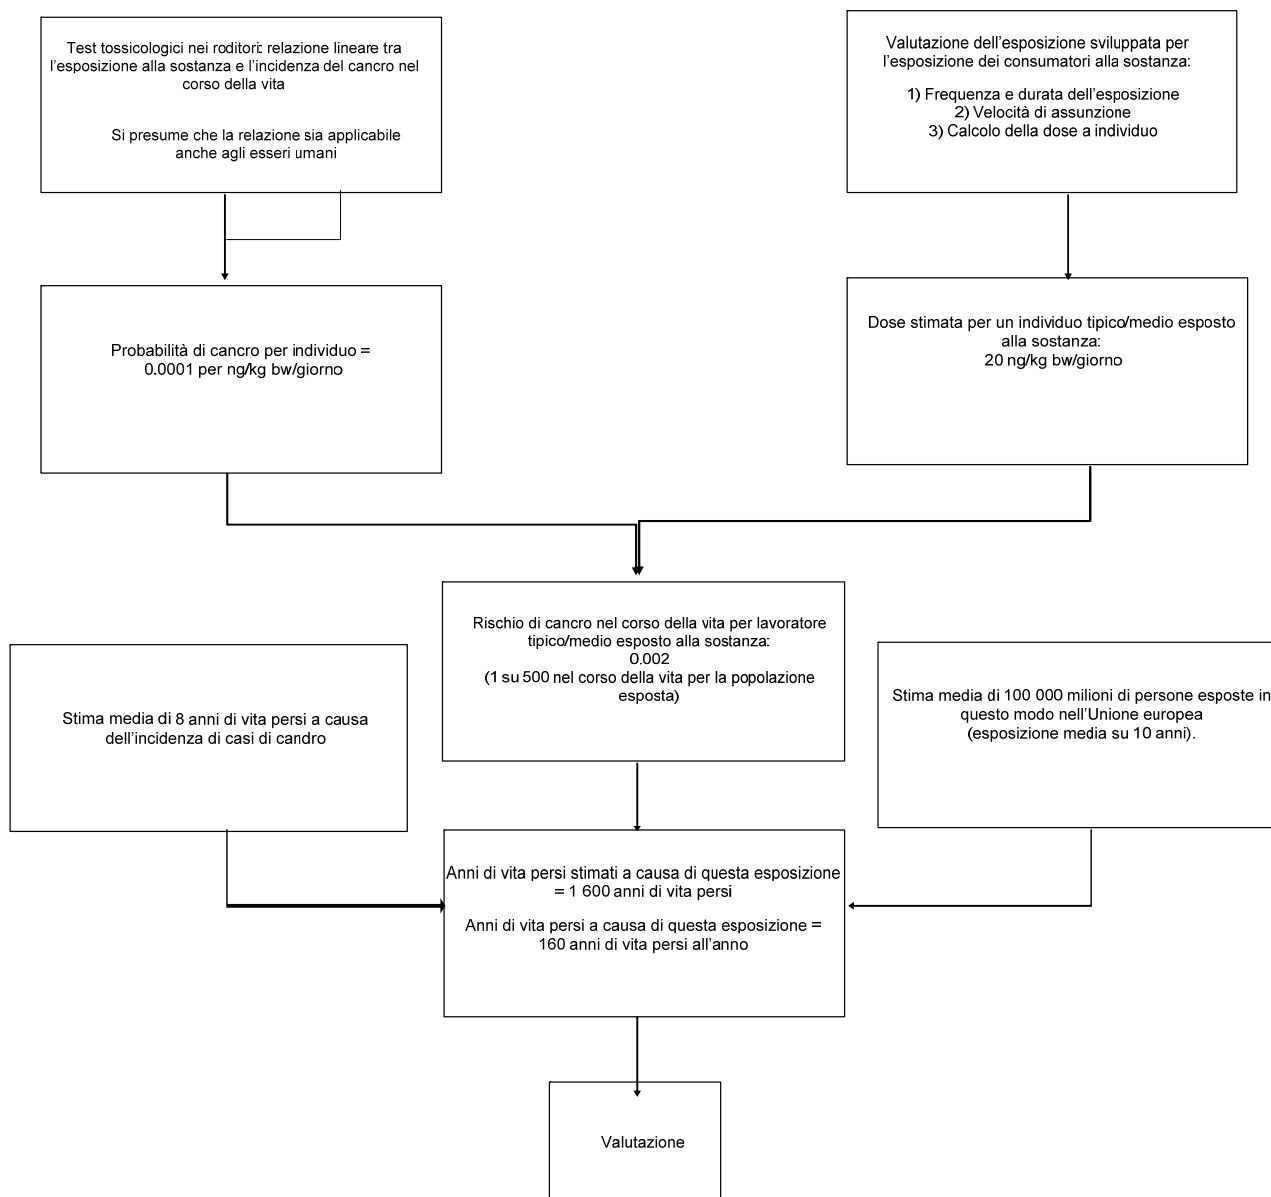 Test tossicologici nei roditori: relazione lineare tra
l'esposizione alla sostanza e l'incidenza del cancro nel
corso della vita
Si presume che la relazione sia applicabile
anche agli esseri umani
Valutazione dell'esposizione sviluppata per
l'esposizione dei consumatori alla sostanza:
1) Frequenza e durata dell'esposizione
2) Velocità di assunzione
3) Calcolo della dose a individuo
Probabilità di cancro per individuo =
0.0001 per ng/kg bw/giorno
Dose stimata per un individuo tipico/medio esposto
alla sostanza:
20 ng/kg bw/giorno
Rischio di cancro nel corso della vita per lavoratore
tipico/medio esposto alla sostanza:
0.002
(1 su 500 nel corso della vita per la popolazione
esposta)
Stima media di 8 anni di vita persi a causa
dell'incidenza di casi di candro
Stima media di 100 000 milioni di persone esposte in
questo modo nell'Unione europea
(esposizione media su 10 anni).
Anni di vita persi stimati a causa di questa esposizione
= 1 600 anni di vita persi
Anni di vita persi a causa di questa esposizione =
160 anni di vita persi all'anno
Valutazione